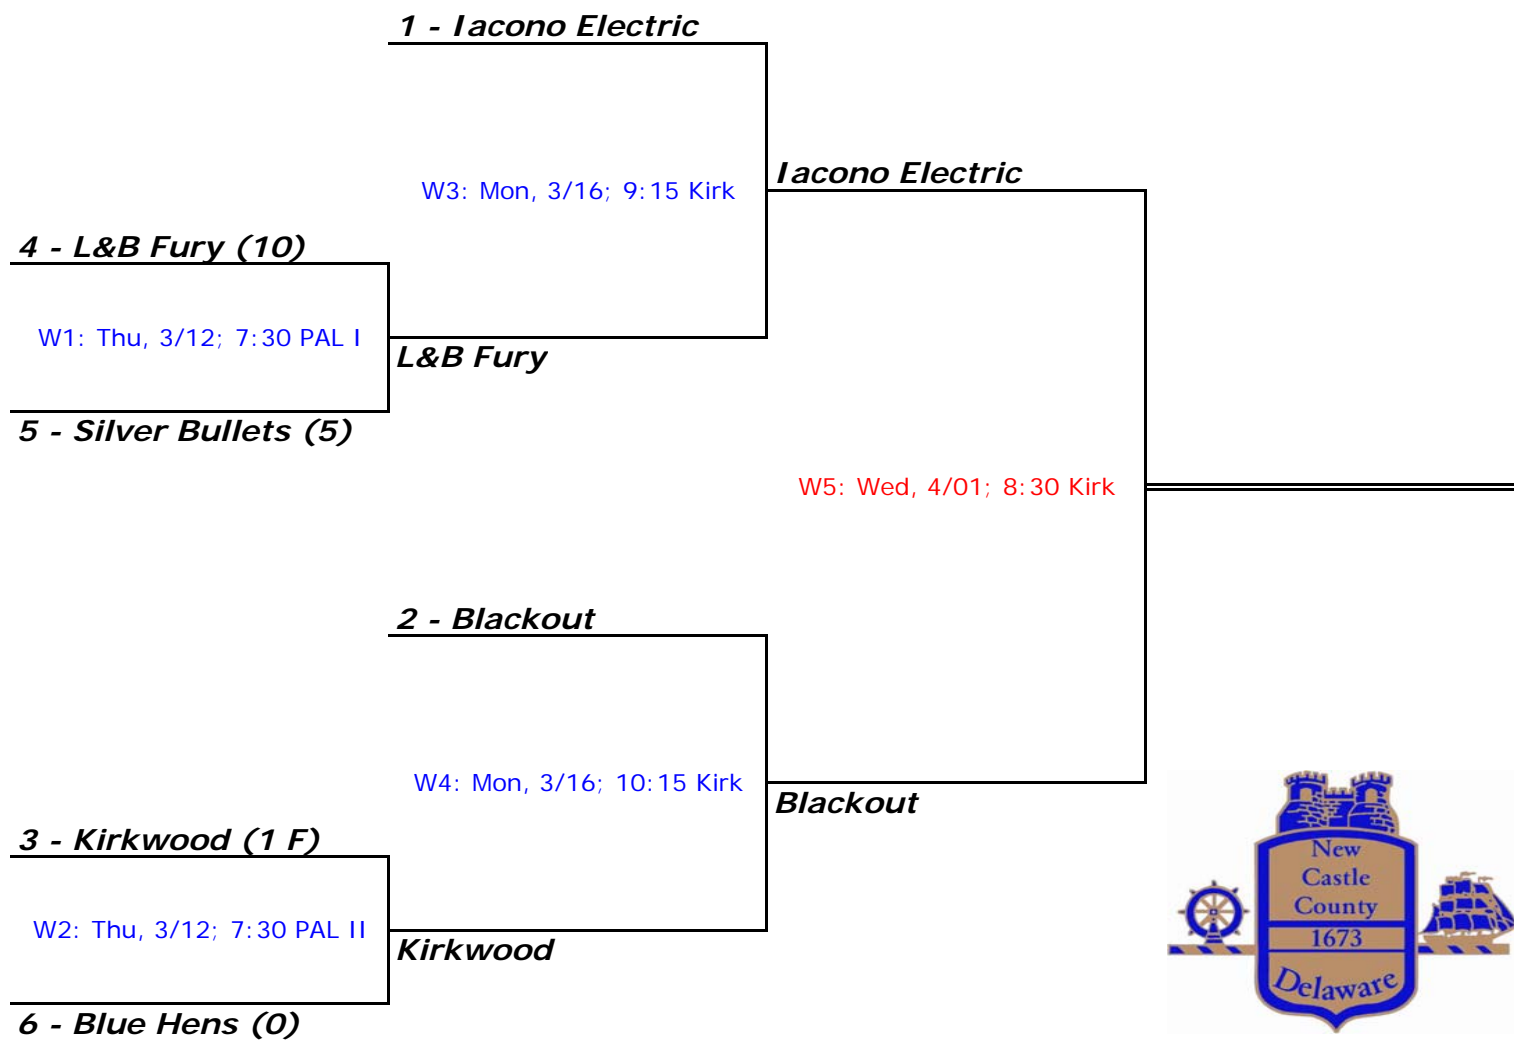 1 - Iacono Electric
W3: Mon, 3/16; 9:15 Kirk
Iacono Electric
4 - L&B Fury (10)
W1: Thu, 3/12; 7:30 PAL I
L&B Fury
5 - Silver Bullets (5)
W5: Wed, 4/01; 8:30 Kirk
2 - Blackout
W4: Mon, 3/16; 10:15 Kirk
Blackout
3 - Kirkwood (1 F)
W2: Thu, 3/12; 7:30 PAL II
Kirkwood
6 - Blue Hens (0)
New
Castle
County
1673
Delaware